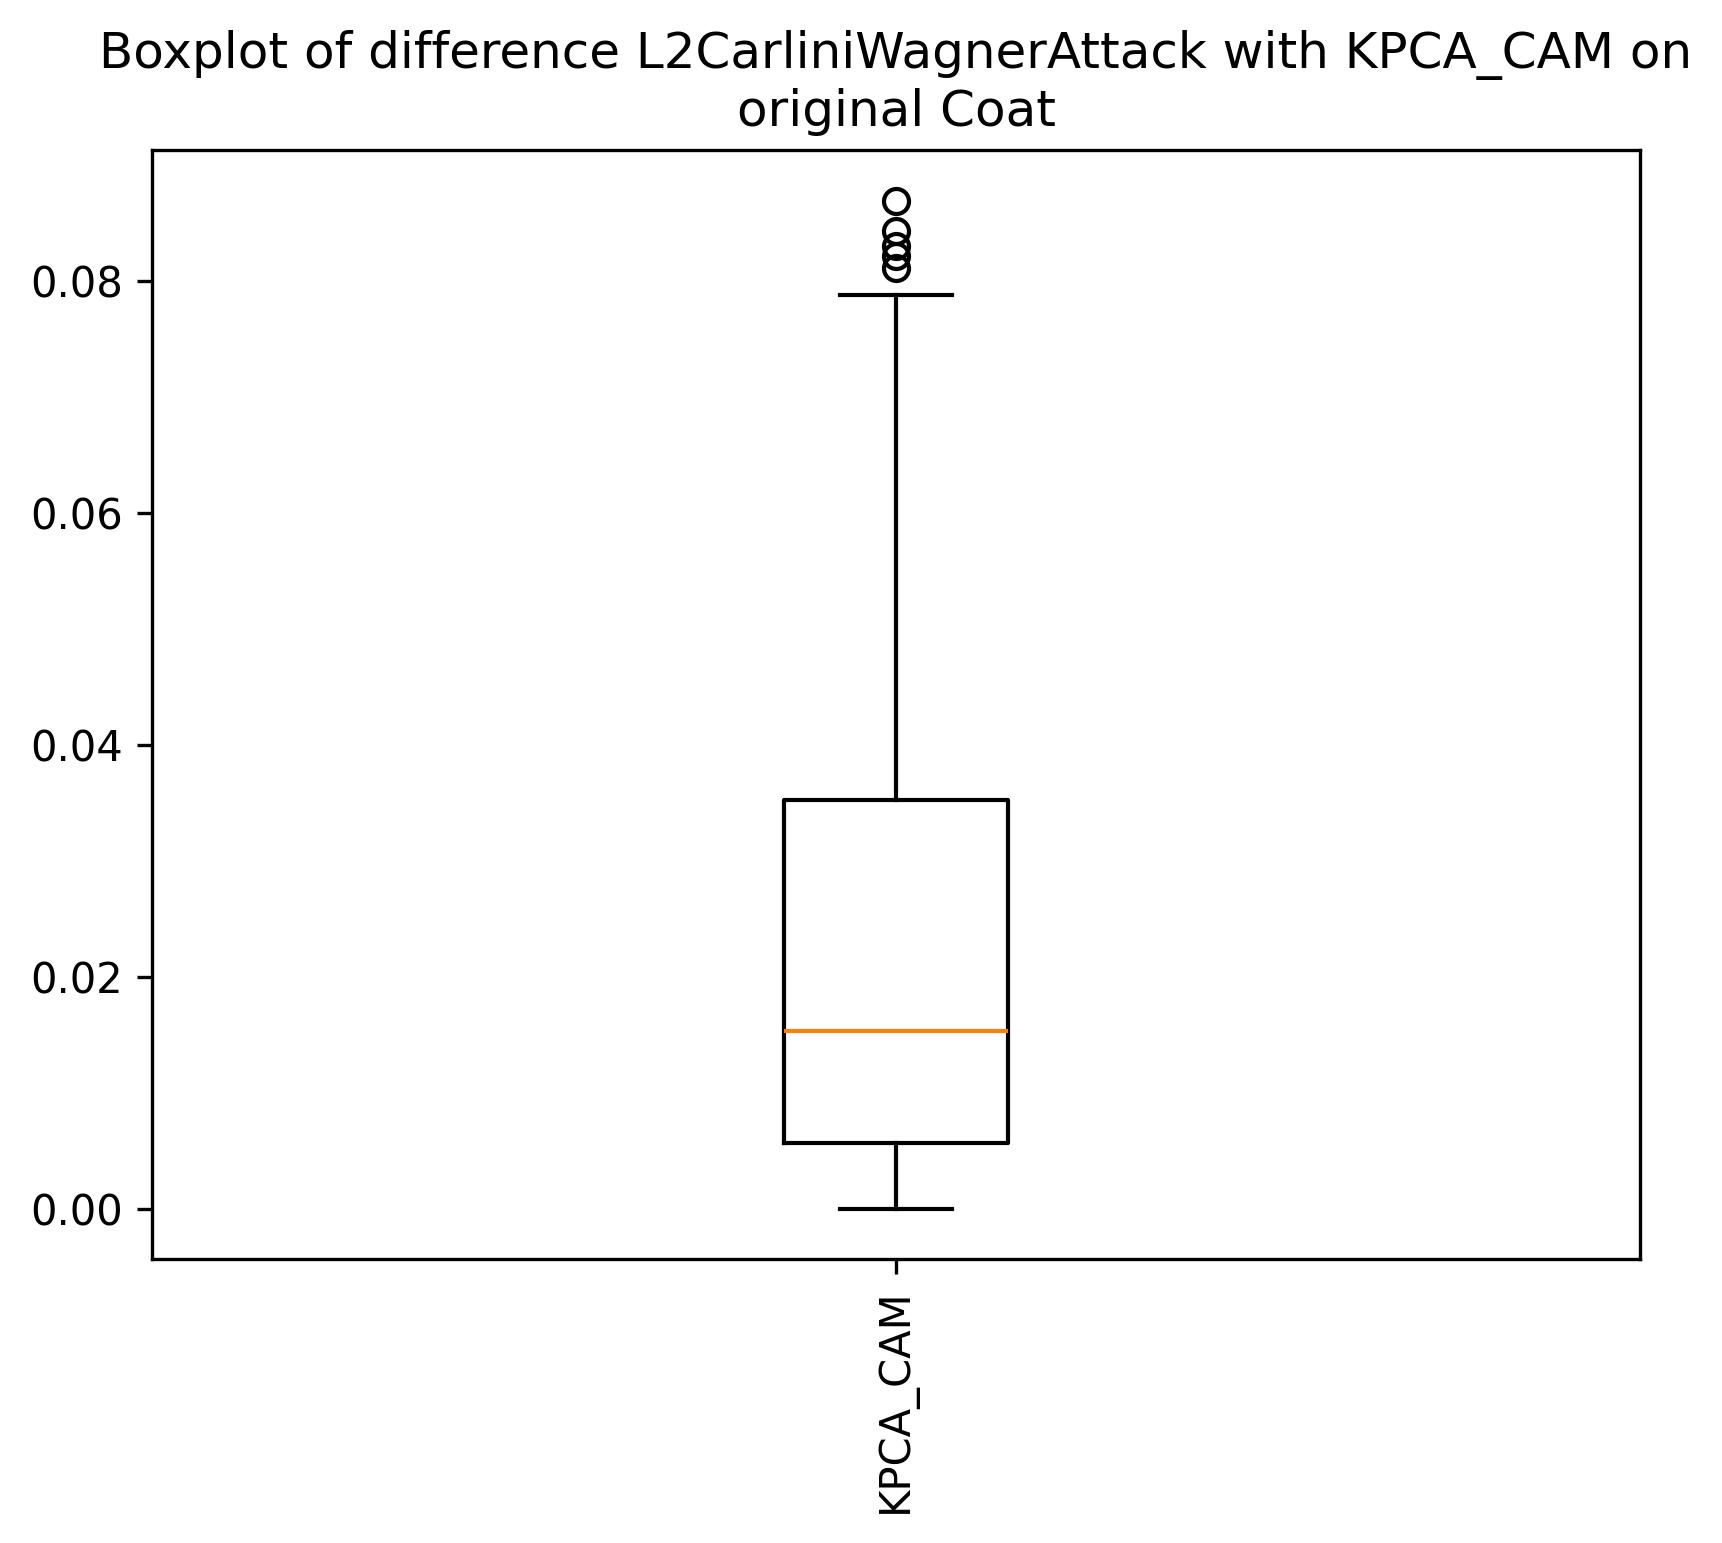 Boxplot of difference L2CarliniWagnerAttack with KPCA_CAM on
original Coat
0.08
0.06
0.04
0.02
0.00
KPCA_CAM